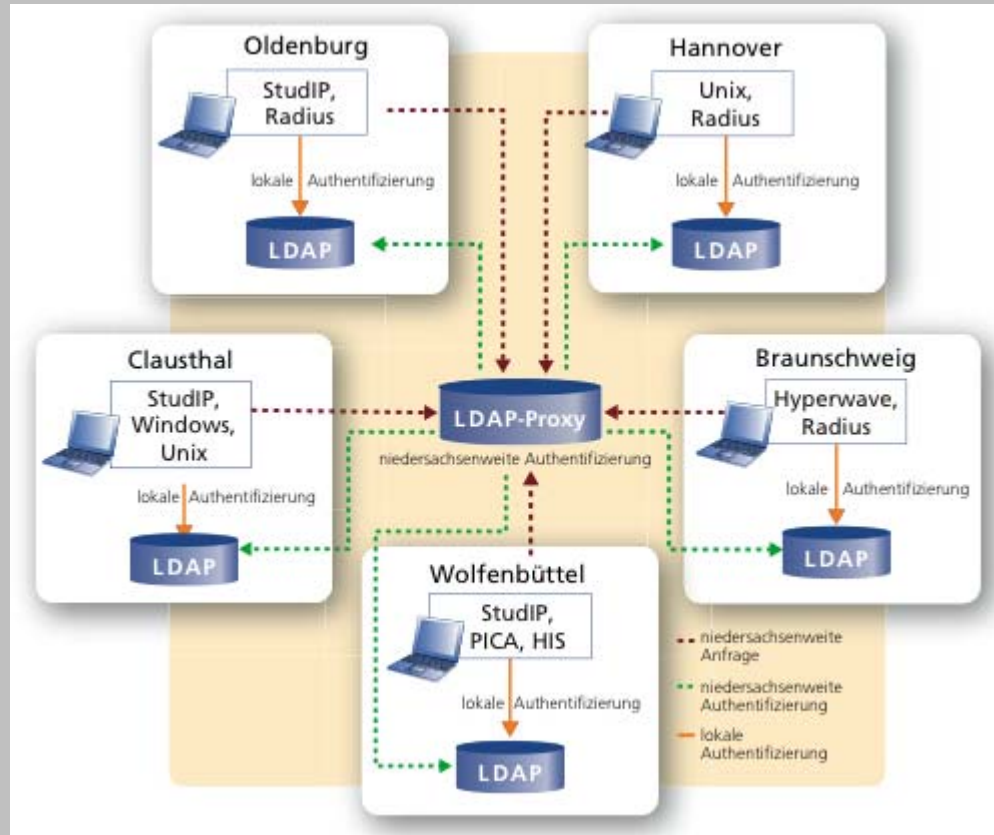 Oldenburg
StudIP,
Radius
lokale Authentifizierung
LDAP
Hannover
Unix,
Radius
lokale Authentifizierung
LDAP
Clausthal
StudIP,
Windows,
Unix
lokale Authentifizierung
LDAP
LDAP-Proxy
niedersachsenweite Authentifizierung
Braunschweig
Hyperwave,
Radius
lokale Authentifizierung
LDAP
Wolfenbüttel
StudIP,
PICA, HIS
lokale Authentifizierung
LDAP
niedersachsenweite
Anfrage
niedersachsenweite
Authentifizierung
lokale
Authentifizierung